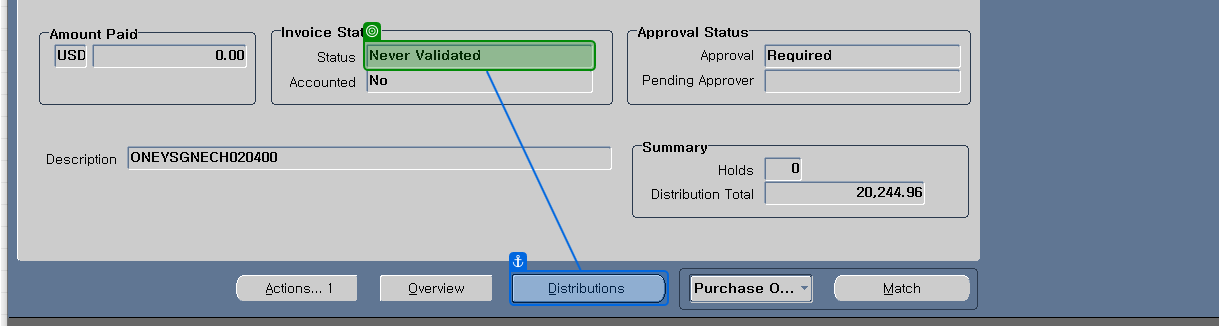 Amount Paid
USD 0.00
Invoice Stat
Status Never Validated
Accounted No
Approval Status
Approval Required
Pending Approver
Description ONEYSGNECH020400
Summary
Holds 0
Distribution Total 20,244.96
Actions... 1 Overview Distributions Purchase O... Match